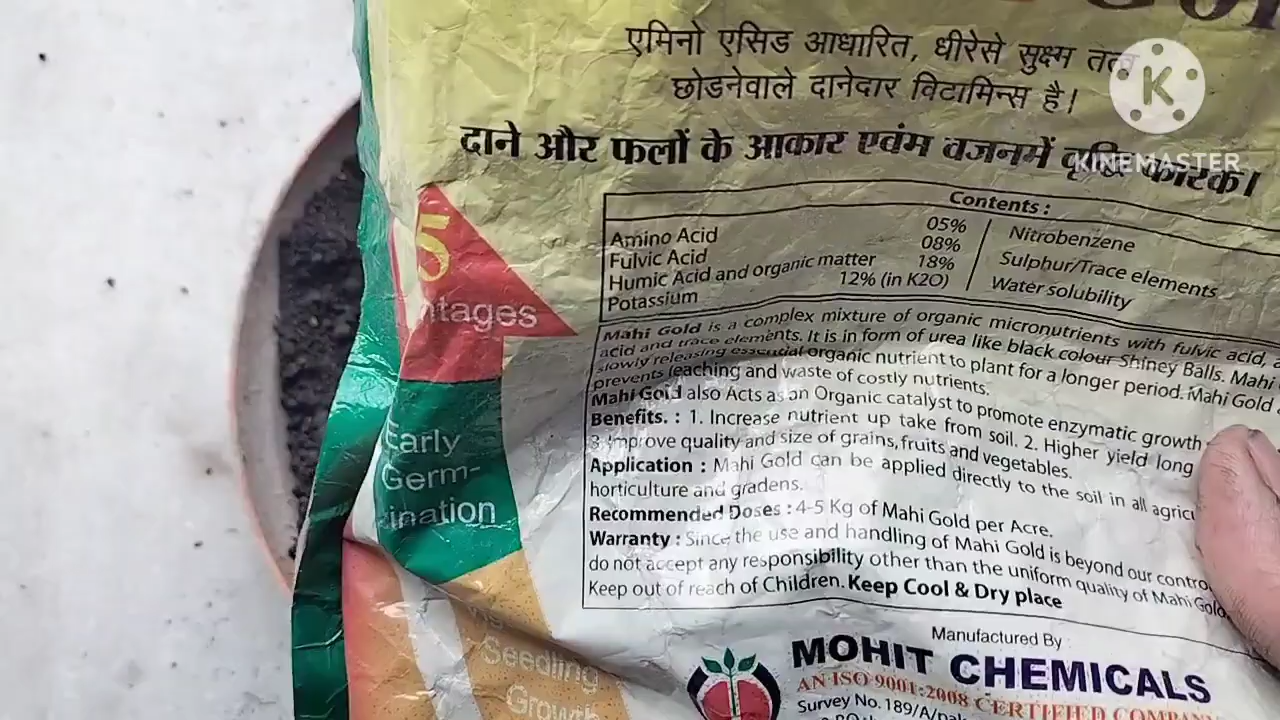 एमिनो एसिड आधारित, धीरेसे सुक्ष्म तत्व
छोडनेवाले दानेदार विटामिन्स है।
दाने और फलों के आकार एवंम वजनमें वृद्धि कारक।
K
KINEMASTER
Contents :
Amino Acid 05%
Fulvic Acid 08%
Humic Acid and organic matter 18%
Potassium 12% (in K2O)
Nitrobenzene
Sulphur/Trace elements
Water solubility
Mahi Gold is a complex mixture of organic micronutrients with fulvic acid,
acid and trace elements. It is in form of urea like black colour Shiney Balls. Mahi
slowly releasing essential organic nutrient to plant for a longer period. Mahi Gold
prevents leaching and waste of costly nutrients.
Mahi Gold also Acts as an Organic catalyst to promote enzymatic growth
Benefits. : 1. Increase nutrient up take from soil. 2. Higher yield long
3. Improve quality and size of grains, fruits and vegetables.
Application : Mahi Gold can be applied directly to the soil in all agricu
horticulture and gradens.
Recommended Doses : 4-5 Kg of Mahi Gold per Acre.
Warranty : Since the use and handling of Mahi Gold is beyond our contro
do not accept any responsibility other than the uniform quality of Mahi Gold.
Keep out of reach of Children. Keep Cool & Dry place
5
ntages
Early
Germ-
ination
Seedling
Growth
Manufactured By
MOHIT CHEMICALS
AN ISO 9001:2008 CERTIFIED
Survey No. 189/A/